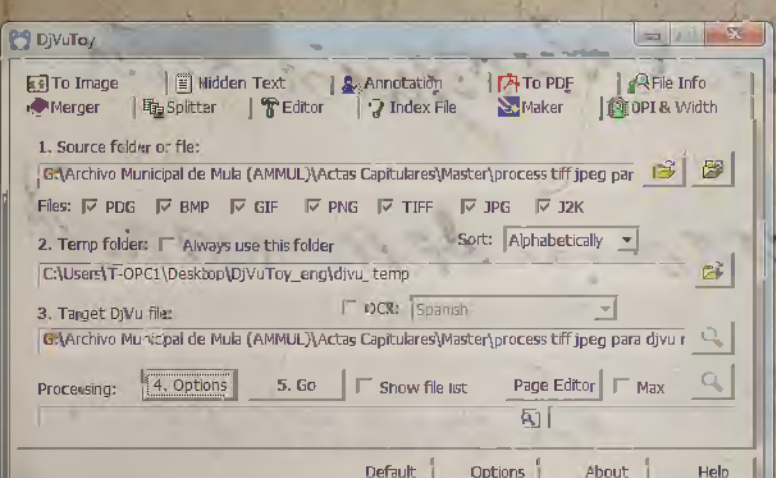 DjVuToy
To Image Hidden Text Annotation To PDF File Info
Merger Splitter Editor Index File Maker DPI & Width
1. Source folder or file:
G:\Archivo Municipal de Mula (AMMUL)\Actas Capitulares\Master\process tiff jpeg par
Files: PDG BMP GIF PNG TIFF JPG J2K
2. Temp folder: Always use this folder Sort: Alphabetically
C:\Users\T-OPC1\Desktop\DjVuToy_eng\djvu_temp
3. Target DjVu file: OCR: Spanish
G:\Archivo Municipal de Mula (AMMUL)\Actas Capitulares\Master\process tiff jpeg para djvu r
Processing: 4. Options 5. Go Show file list Page Editor Max
Default Options About Help